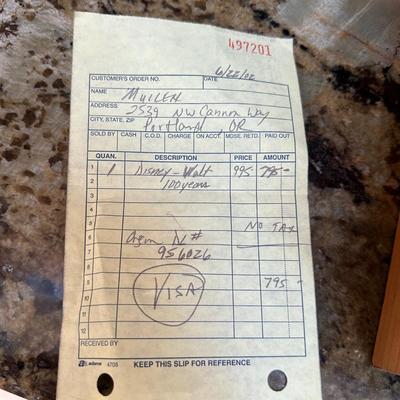 497201
CUSTOMER'S ORDER NO. DATE 6/22/02
NAME MULLEN
ADDRESS 2539 NW Cannon Way
CITY, STATE, ZIP Portland, OR
SOLD BY CASH C.O.D. CHARGE ON ACCT. MDSE. RETD. PAID OUT
QUAN. DESCRIPTION PRICE AMOUNT
1 1 Disney - Walt 995 795-
2 100 years
3
4
5 NO TAX
6
7 #
8 956026
9 795 -
10 VISA
11
12
RECEIVED BY
adams 4705 KEEP THIS SLIP FOR REFERENCE